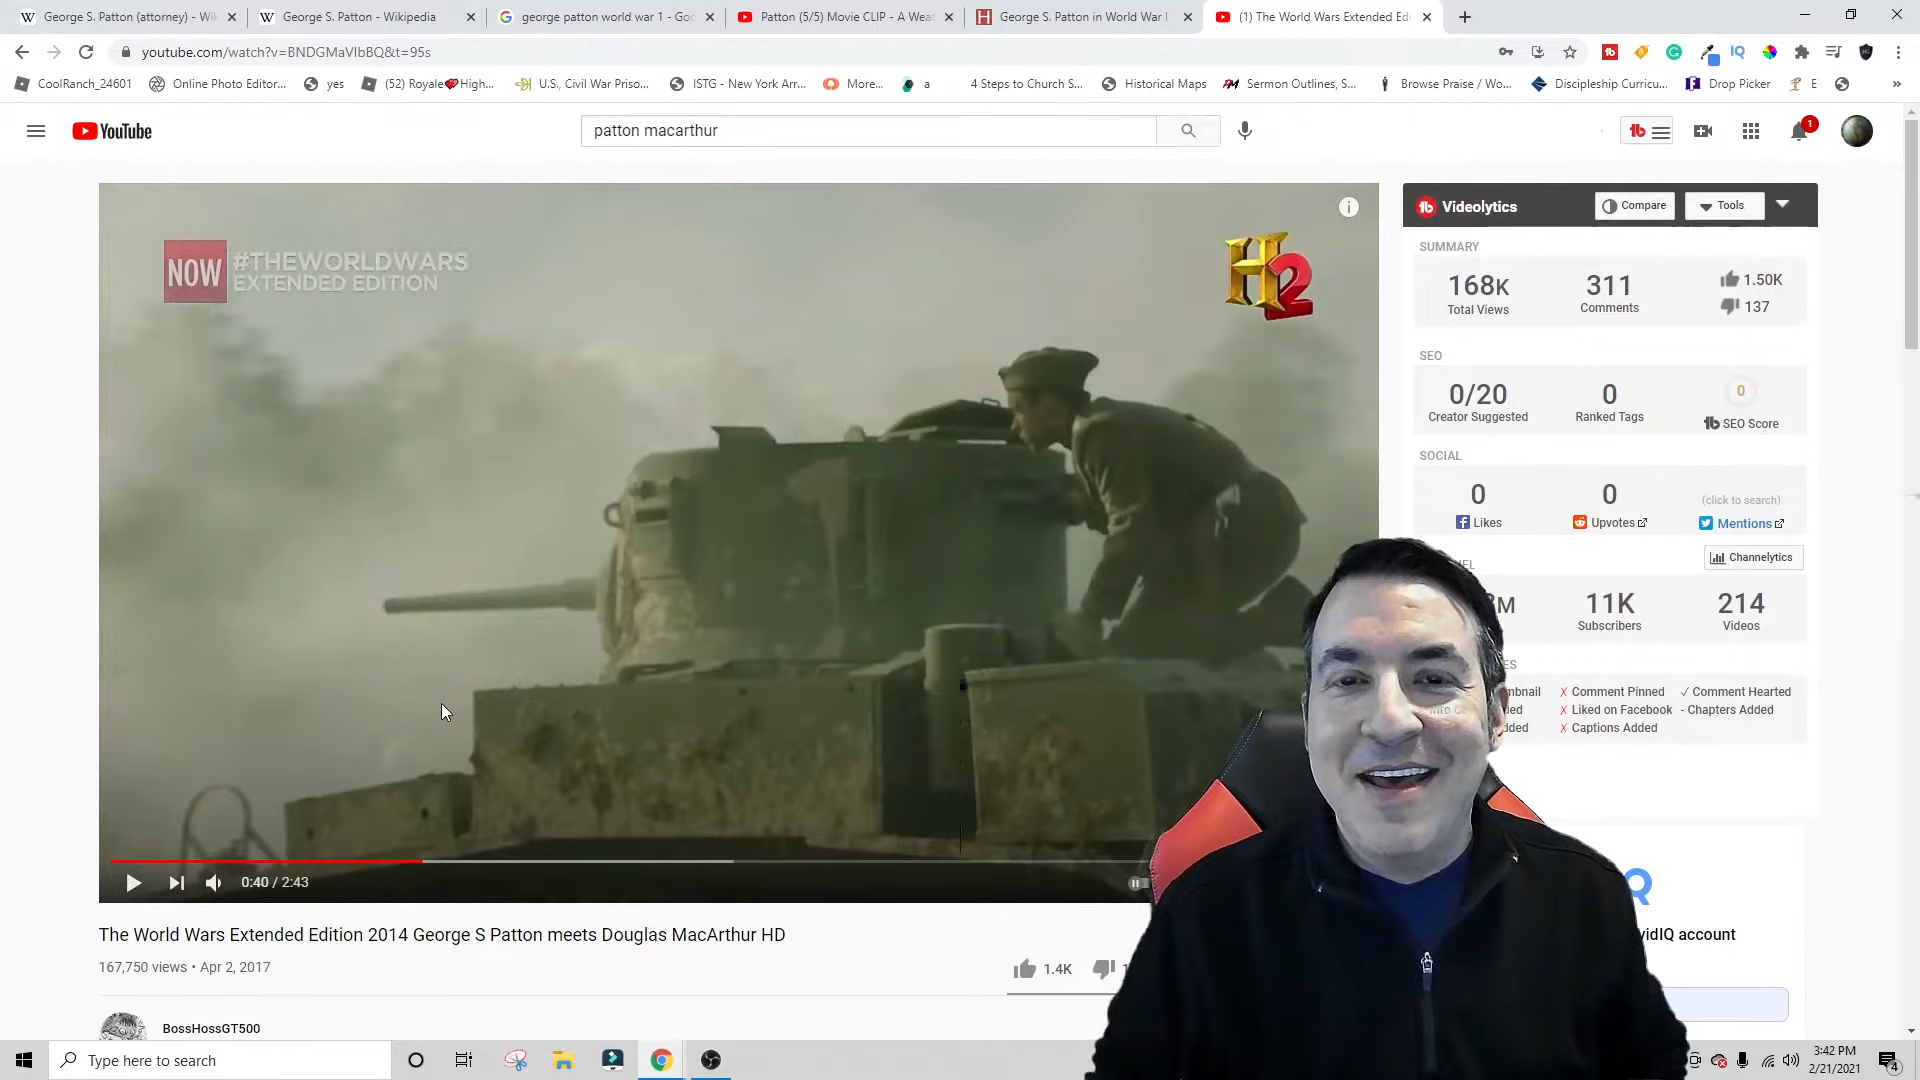 George S. Patton (attorney) - Wi
George S. Patton - Wikipedia
george patton world war 1 - Goo
Patton (5/5) Movie CLIP - A Weat
George S. Patton in World War I
(1) The World Wars Extended Edi
youtube.com/watch?v=BNDGMaVIbBQ&t=95s
CoolRanch_24601
Online Photo Editor...
yes
(52) Royale❤High...
U.S., Civil War Priso...
ISTG - New York Arr...
More...
a
4 Steps to Church S...
Historical Maps
Sermon Outlines, S...
Browse Praise / Wo...
Discipleship Curricu...
Drop Picker
E
YouTube
patton macarthur
1
NOW
#THEWORLDWARS
EXTENDED EDITION
H2
Videolytics
Compare
Tools
SUMMARY
168K
Total Views
311
Comments
1.50K
137
SEO
0/20
Creator Suggested
0
Ranked Tags
0
SEO Score
SOCIAL
0
Likes
0
Upvotes
(click to search)
Mentions
Channelytics
11K
Subscribers
214
Videos
Comment Pinned
Comment Hearted
Liked on Facebook
- Chapters Added
Captions Added
0:40 / 2:43
The World Wars Extended Edition 2014 George S Patton meets Douglas MacArthur HD
167,750 views • Apr 2, 2017
1.4K
vidIQ account
BossHossGT500
Type here to search
3:42 PM
2/21/2021
4